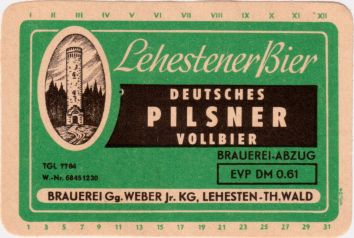 I II III IV V VI VII VIII IX X XI XII
Lehestener Bier
DEUTSCHES
PILSNER
VOLLBIER
BRAUEREI-ABZUG
TGL 7764
EVP DM 0.61
W.-Nr. 68451230
BRAUEREI Gg. WEBER Jr. KG, LEHESTEN-TH.WALD
1 3 5 7 9 11 13 15 17 19 21 23 25 27 29 31